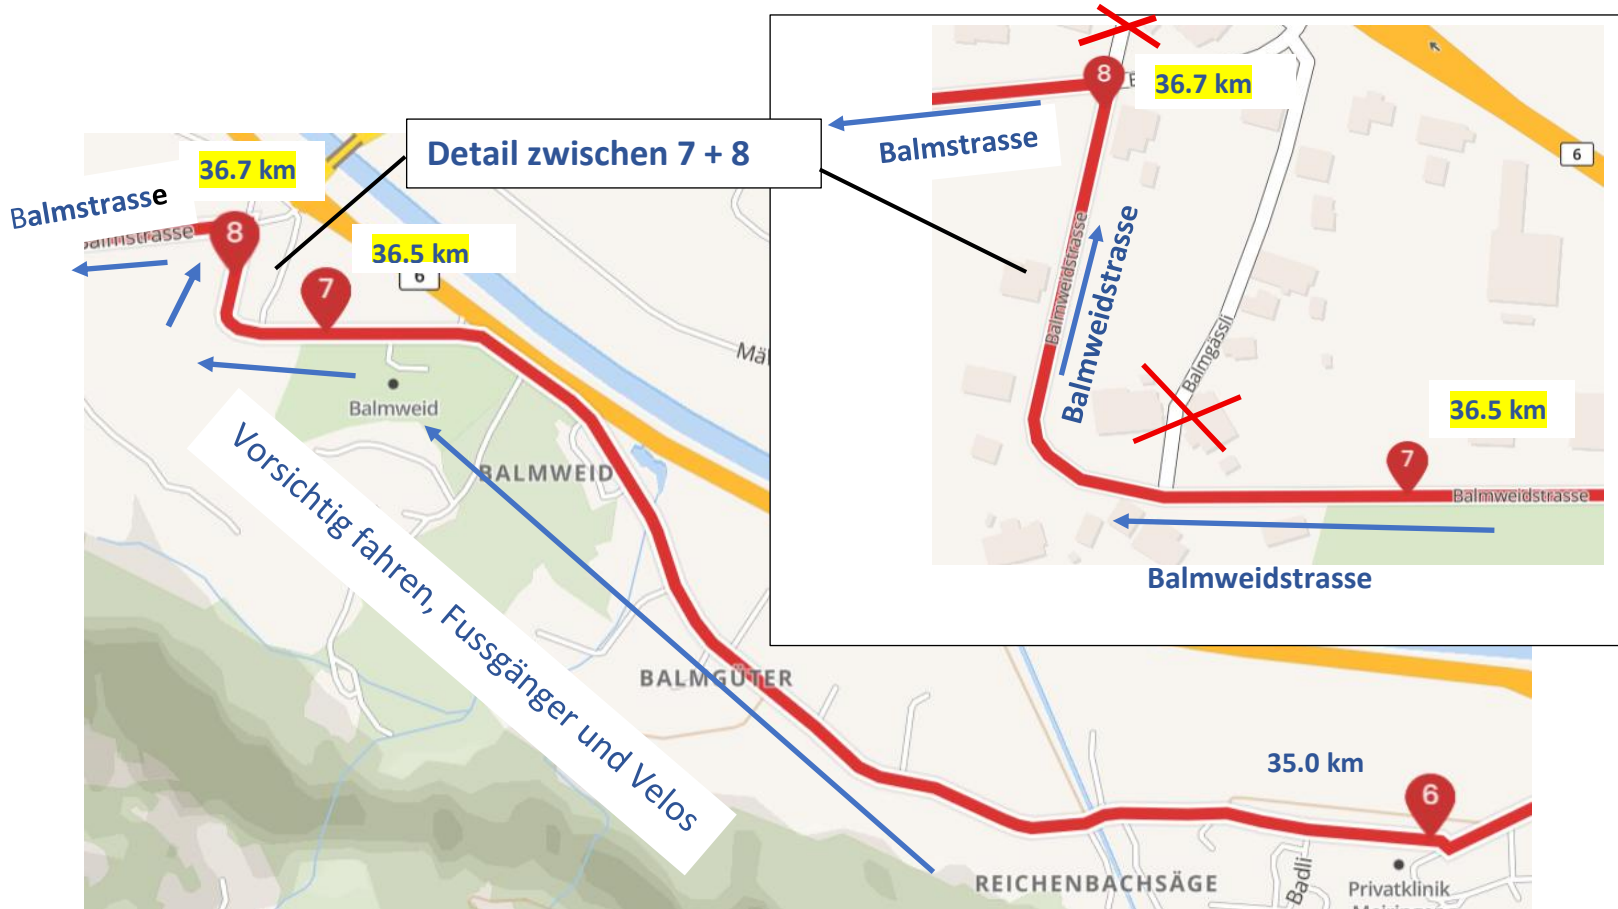 8
36.7 km
Balmstrasse
6
Detail zwischen 7 + 8
36.7 km
Balmstrasse
Balmstrasse
8
36.5 km
6
7
Balmweidstrasse
Balmweidstrasse
Balmgässli
36.5 km
7
Balmweidstrasse
Balmweidstrasse
Balmweid
BALMWEID
Vorsichtig fahren, Fussgänger und Velos
BALMGÜTER
35.0 km
6
REICHENBACHSÄGE
Badli
Privatklinik